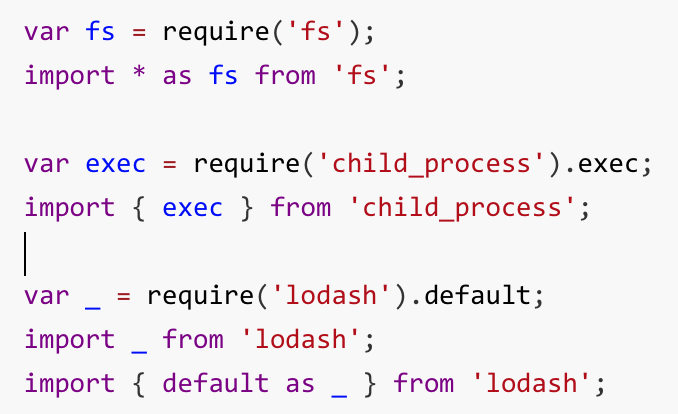 var fs = require('fs');
import * as fs from 'fs';
var exec = require('child_process').exec;
import { exec } from 'child_process';
var _ = require('lodash').default;
import _ from 'lodash';
import { default as _ } from 'lodash';